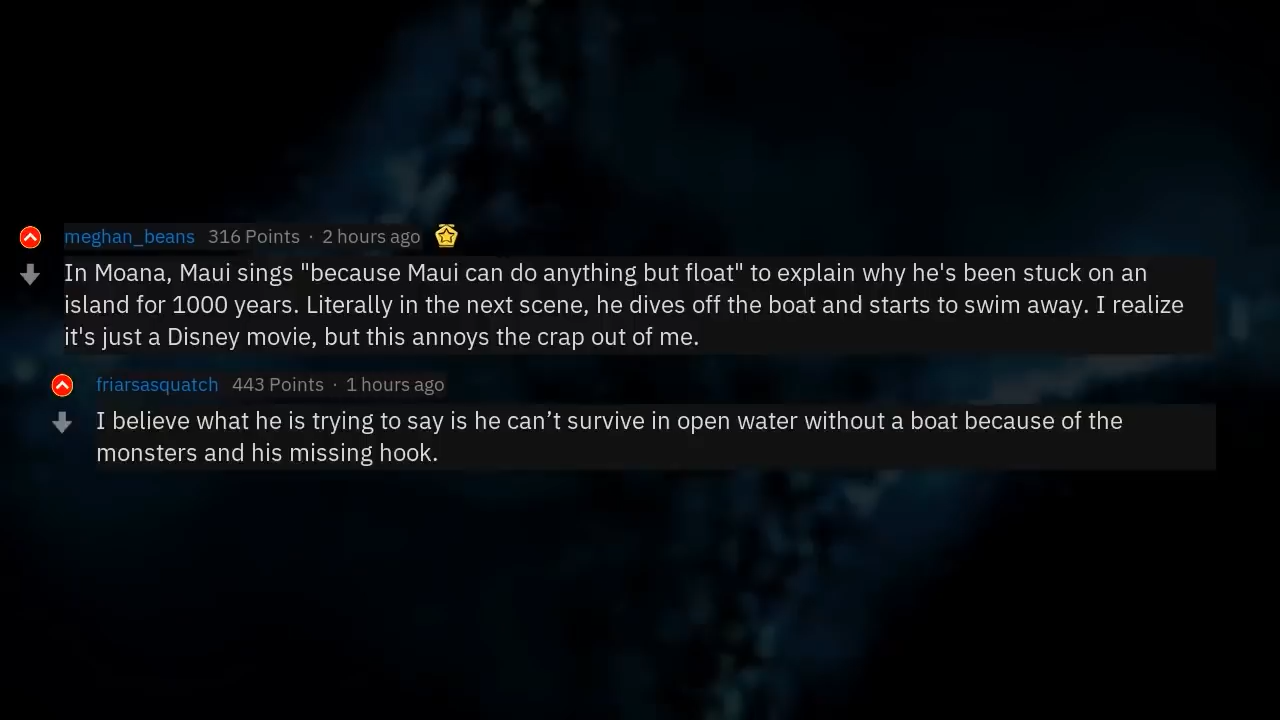 meghan_beans 316 Points · 2 hours ago
In Moana, Maui sings "because Maui can do anything but float" to explain why he's been stuck on an
island for 1000 years. Literally in the next scene, he dives off the boat and starts to swim away. I realize
it's just a Disney movie, but this annoys the crap out of me.
friarsasquatch 443 Points · 1 hours ago
I believe what he is trying to say is he can’t survive in open water without a boat because of the
monsters and his missing hook.